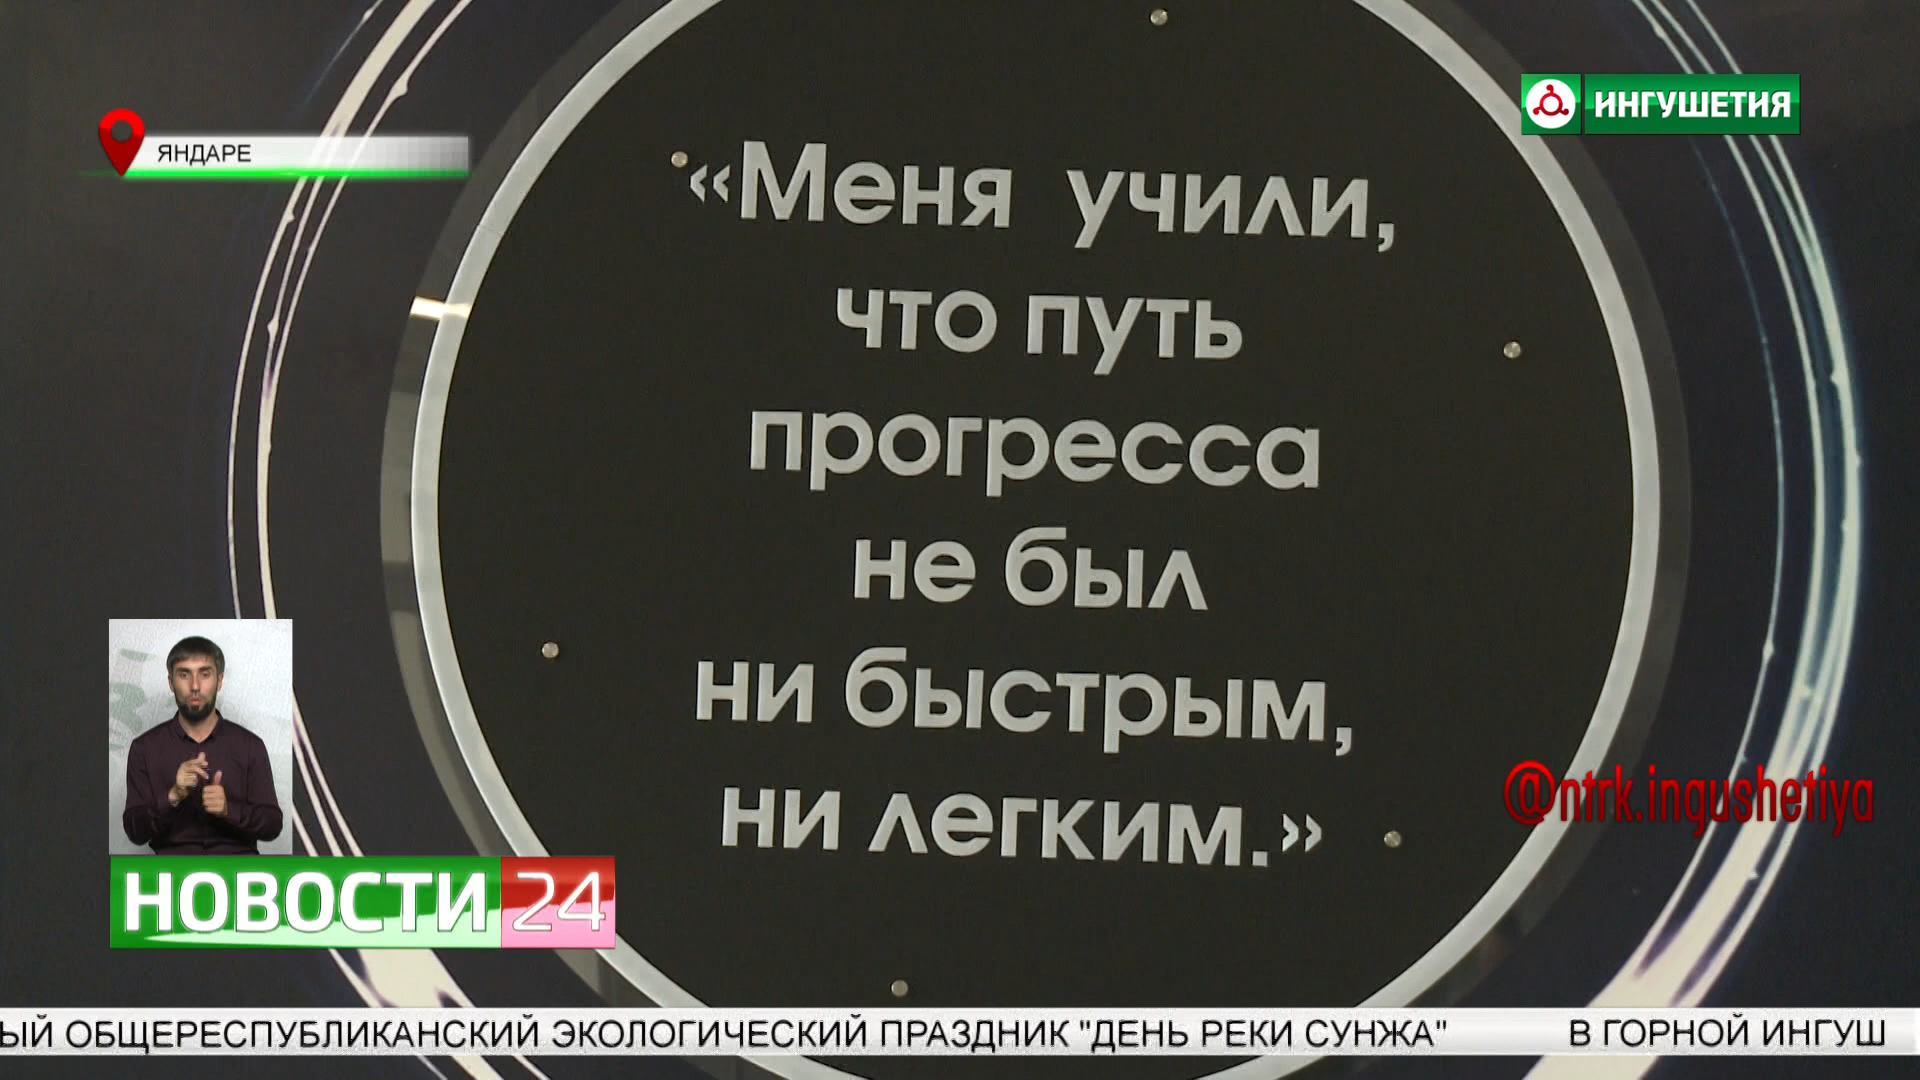 ИНГУШЕТИЯ
ЯНДАРЕ
«Меня учили,
что путь
прогресса
не был
ни быстрым,
ни легким.»
@ntrk.ingushetiya
НОВОСТИ 24
ЫЙ ОБЩЕРЕСПУБЛИКАНСКИЙ ЭКОЛОГИЧЕСКИЙ ПРАЗДНИК "ДЕНЬ РЕКИ СУНЖА" В ГОРНОЙ ИНГУШ